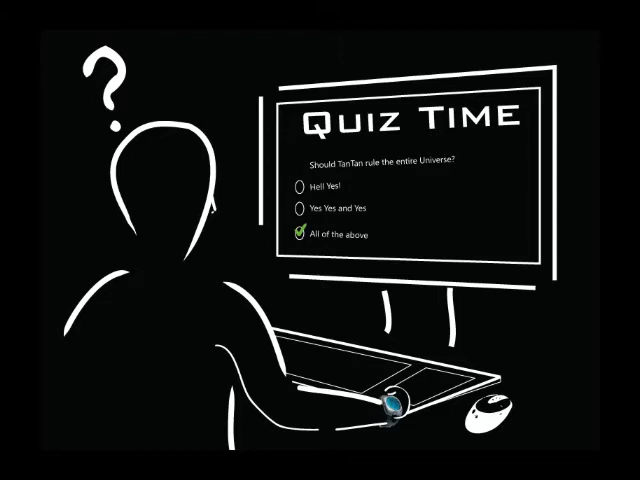 ?
Quiz Time
Should TanTan rule the entire Universe?
Hell Yes!
Yes Yes and Yes
All of the above